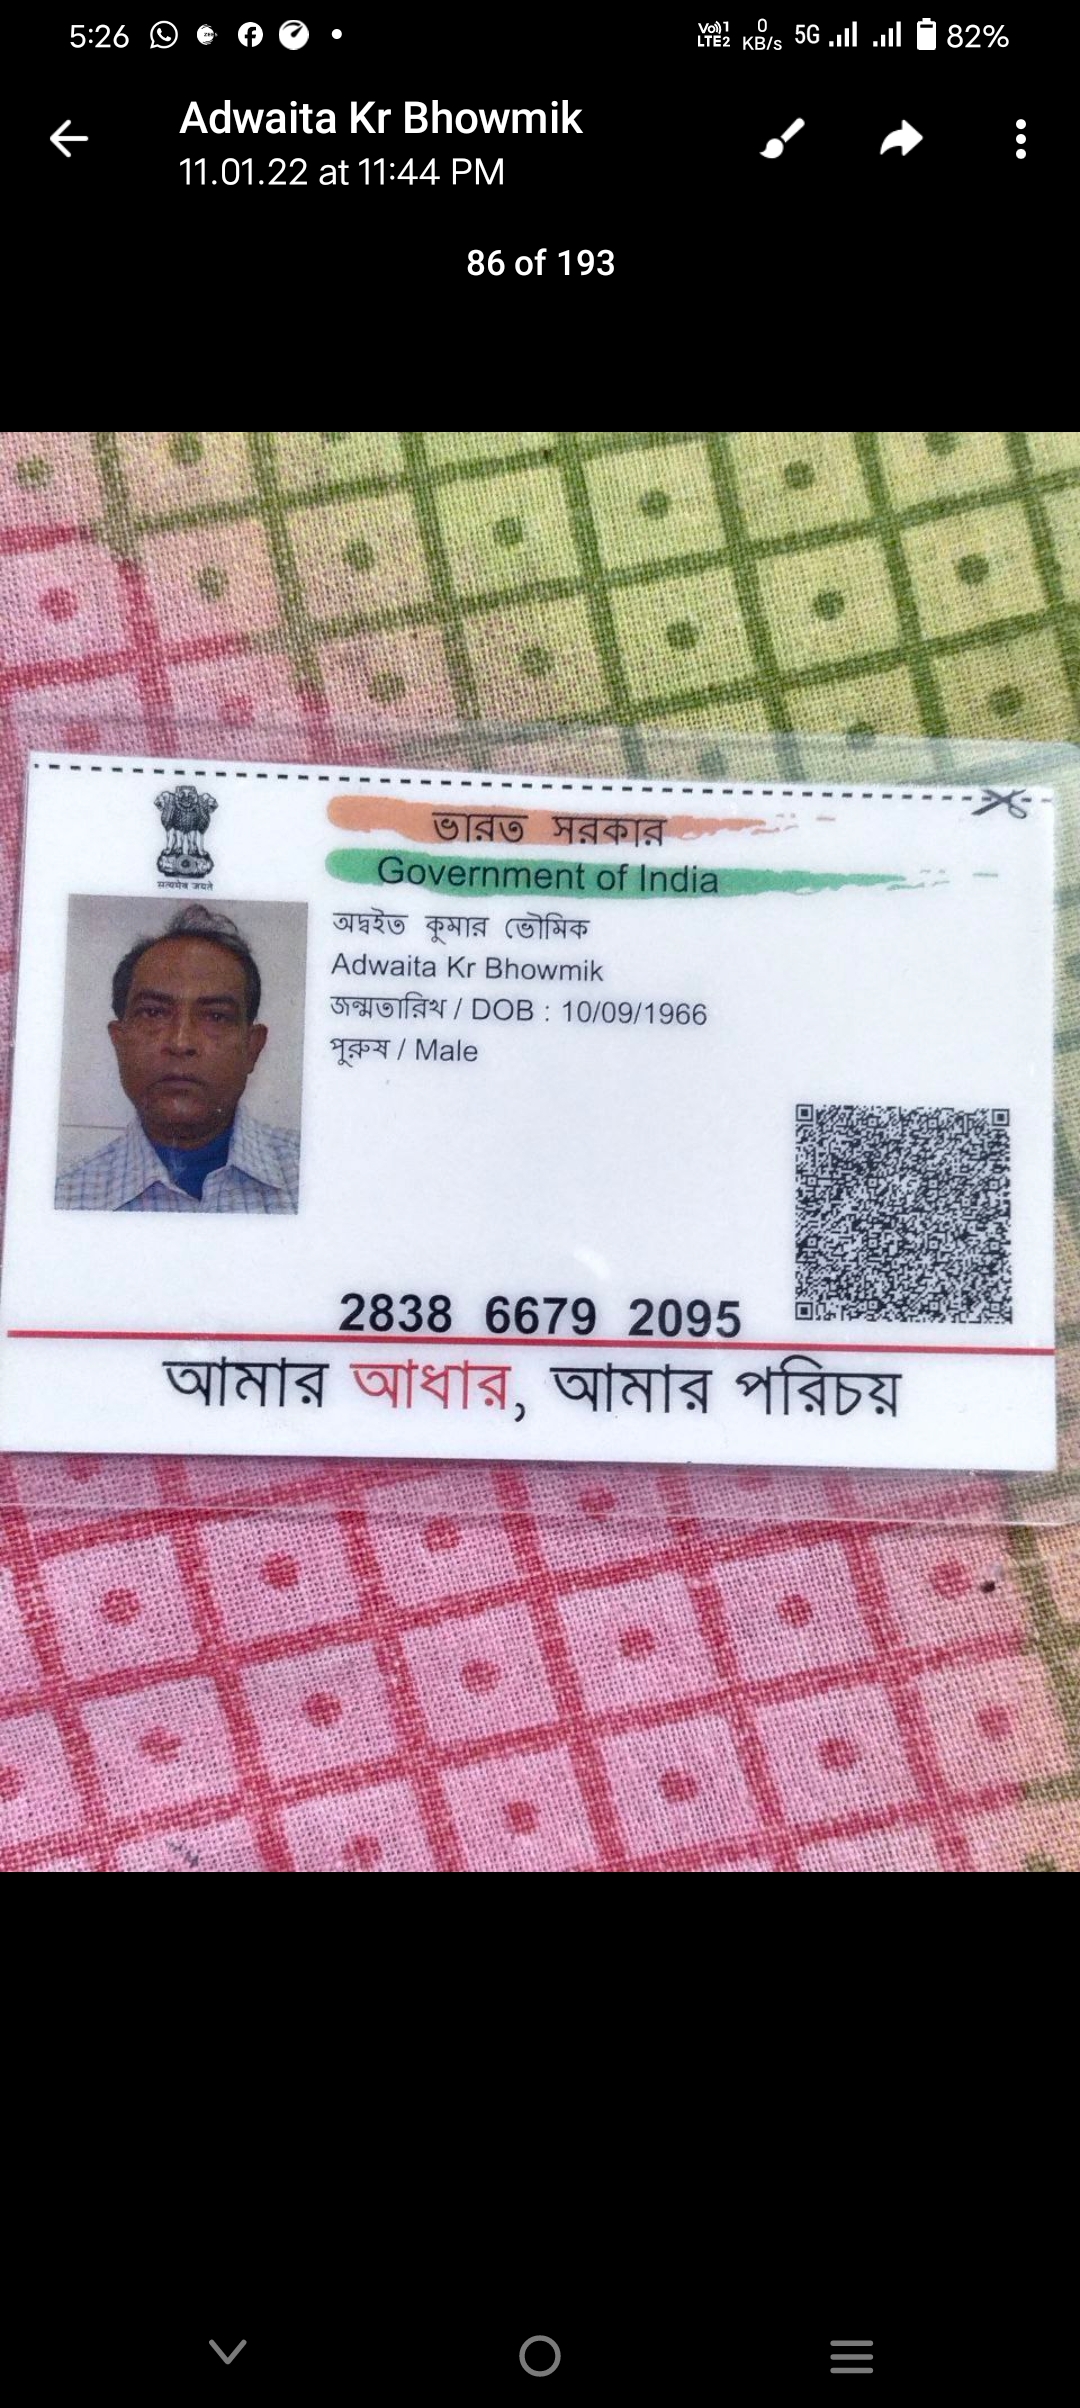 5:26
Vo)) 1 LTE2 0 KB/s 5G 82%
Adwaita Kr Bhowmik
11.01.22 at 11:44 PM
86 of 193
ভারত সরকার
Government of India
सत्यमेव जयते
অদ্বইত কুমার ভৌমিক
Adwaita Kr Bhowmik
জন্মতারিখ / DOB : 10/09/1966
পুরুষ / Male
2838 6679 2095
আমার আধার, আমার পরিচয়